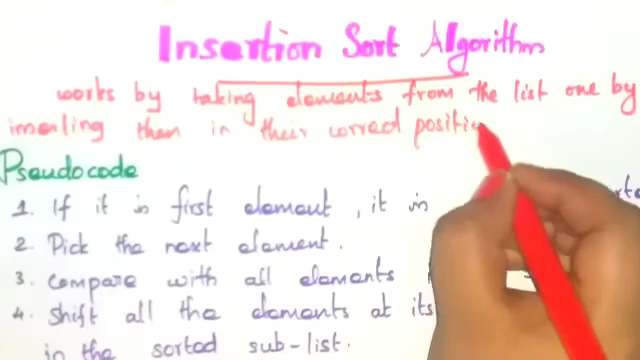 Insertion Sort Algorithm
works by taking elements from the list one by
inserting them in their correct positi
Pseudocode
1. If it is first element, it is
2. Pick the next element.
3. Compare with all elements
4. Shift all the elements at its
in the sorted sub-list.